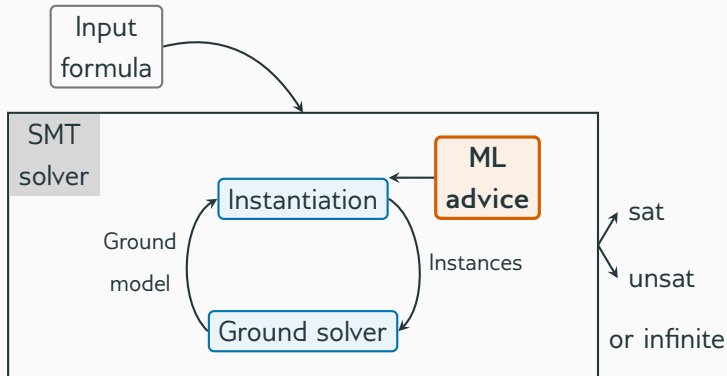 Input
formula
SMT
solver
ML
advice
Instantiation
sat
Ground
model
Instances
unsat
Ground solver
or infinite